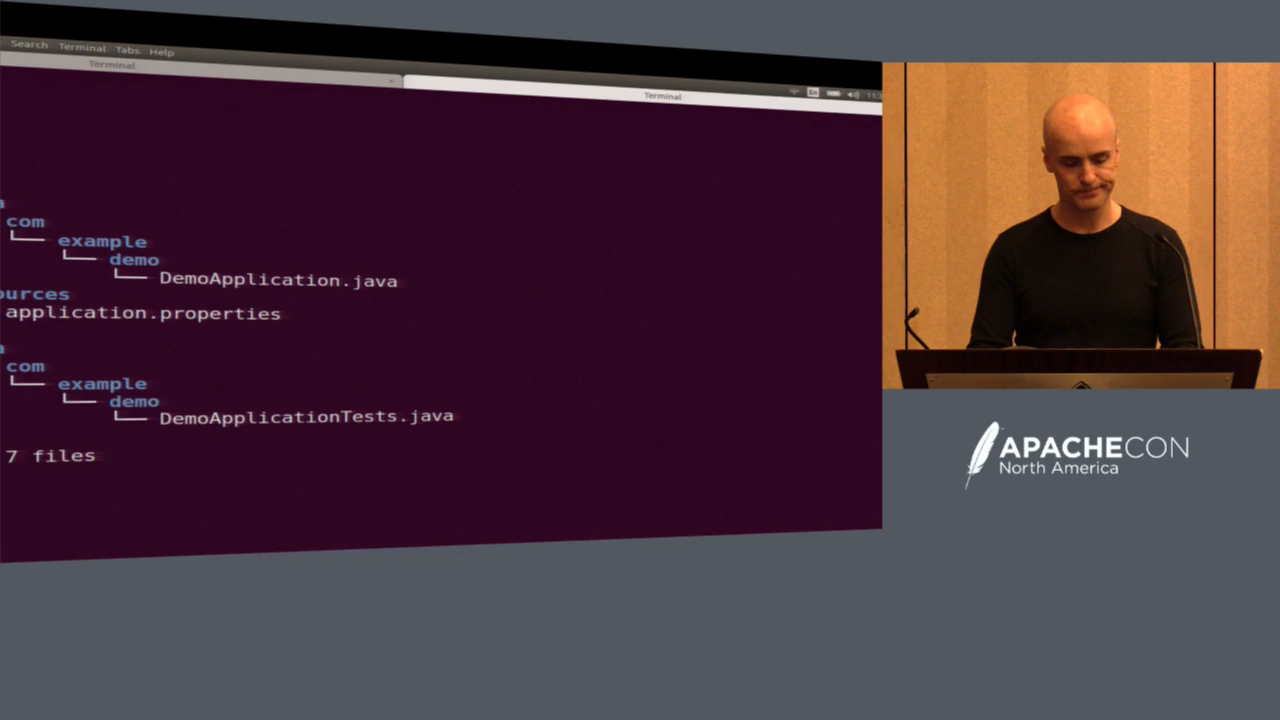 Search Terminal Tabs Help
Terminal
Terminal
En
com
example
demo
DemoApplication.java
application.properties
com
example
demo
DemoApplicationTests.java
7 files
APACHECON
North America